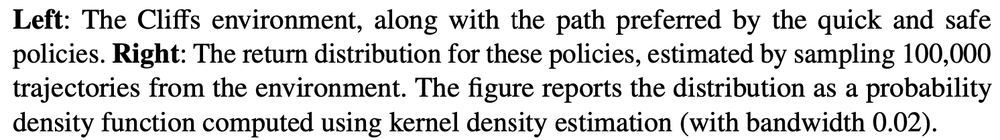 Left: The Cliffs environment, along with the path preferred by the quick and safe
policies. Right: The return distribution for these policies, estimated by sampling 100,000
trajectories from the environment. The figure reports the distribution as a probability
density function computed using kernel density estimation (with bandwidth 0.02).